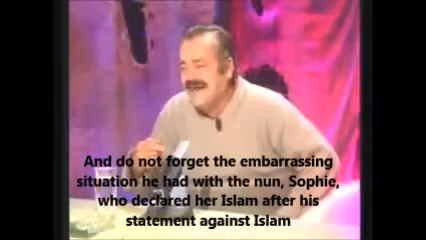 And do not forget the embarrassing
situation he had with the nun, Sophie,
who declared her Islam after his
statement against Islam